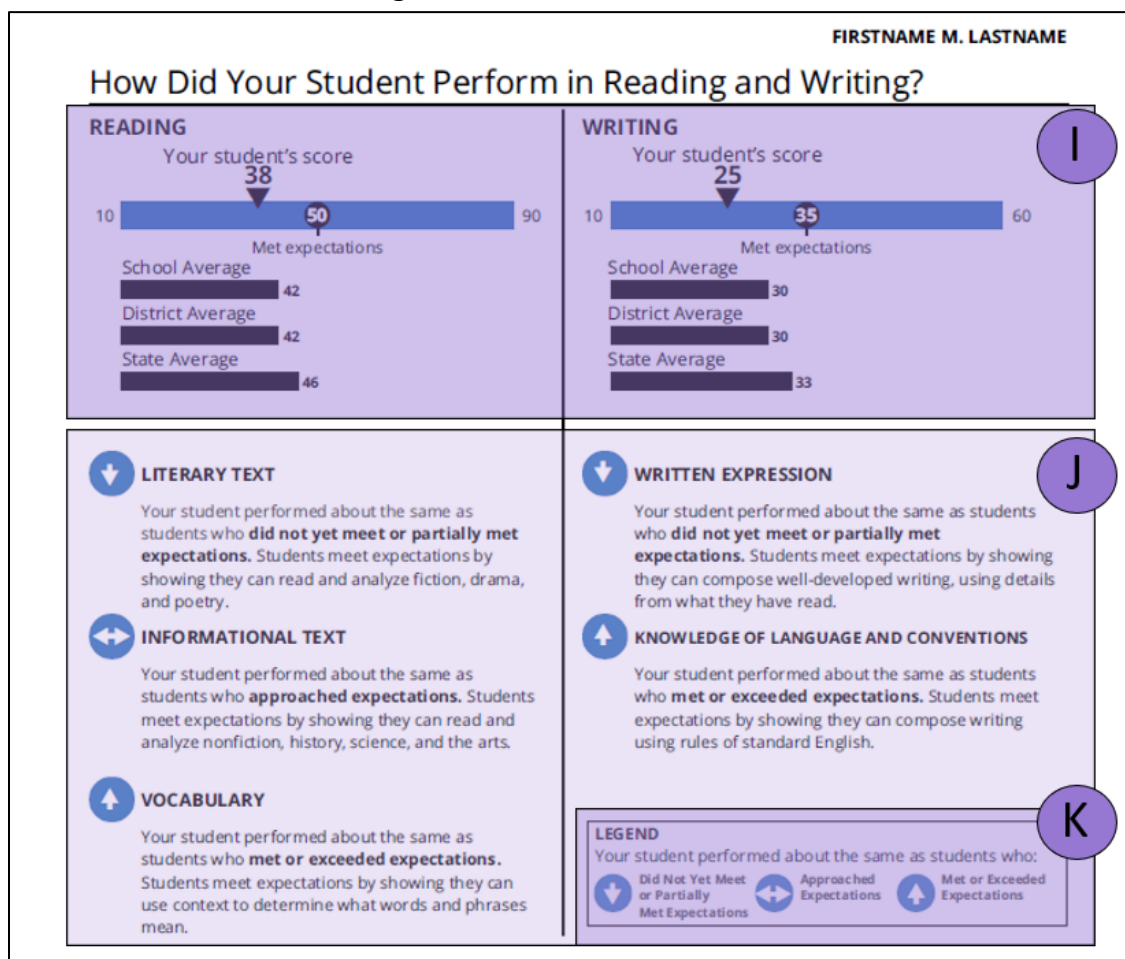 FIRSTNAME M. LASTNAME
How Did Your Student Perform in Reading and Writing?
I
READING
Your student's score
38
10
50
90
Met expectations
School Average
42
District Average
42
State Average
46
WRITING
Your student's score
25
10
35
60
Met expectations
School Average
30
District Average
30
State Average
33
J
LITERARY TEXT
Your student performed about the same as
students who did not yet meet or partially met
expectations. Students meet expectations by
showing they can read and analyze fiction, drama,
and poetry.
INFORMATIONAL TEXT
Your student performed about the same as
students who approached expectations. Students
meet expectations by showing they can read and
analyze nonfiction, history, science, and the arts.
VOCABULARY
Your student performed about the same as
students who met or exceeded expectations.
Students meet expectations by showing they can
use context to determine what words and phrases
mean.
WRITTEN EXPRESSION
Your student performed about the same as students
who did not yet meet or partially met
expectations. Students meet expectations by showing
they can compose well-developed writing, using details
from what they have read.
KNOWLEDGE OF LANGUAGE AND CONVENTIONS
Your student performed about the same as students
who met or exceeded expectations. Students meet
expectations by showing they can compose writing
using rules of standard English.
K
LEGEND
Your student performed about the same as students who:
Did Not Yet Meet
or Partially
Met Expectations
Approached
Expectations
Met or Exceeded
Expectations